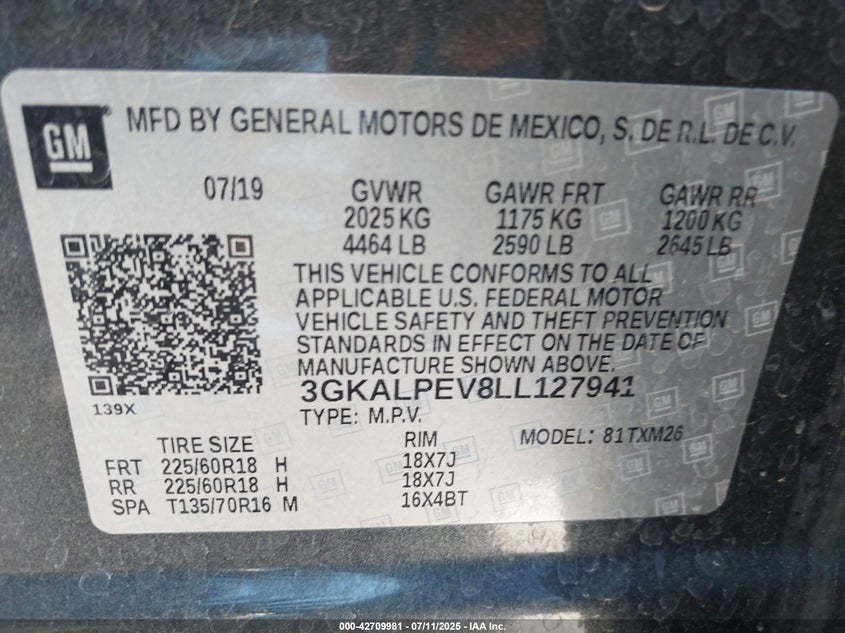 GM
MFD BY GENERAL MOTORS DE MEXICO, S. DE R.L. DE C.V.
07/19 GVWR GAWR FRT GAWR RR
2025 KG 1175 KG 1200 KG
4464 LB 2590 LB 2645 LB
THIS VEHICLE CONFORMS TO ALL
APPLICABLE U.S. FEDERAL MOTOR
VEHICLE SAFETY AND THEFT PREVENTION
STANDARDS IN EFFECT ON THE DATE OF
MANUFACTURE SHOWN ABOVE.
3GKALPEV8LL127941
139X
TYPE: M.P.V.
TIRE SIZE RIM MODEL: 81TXM26
FRT 225/60R18 H 18X7J
RR 225/60R18 H 18X7J
SPA T135/70R16 M 16X4BT
000-42709981 - 07/11/2025 - IAA Inc.